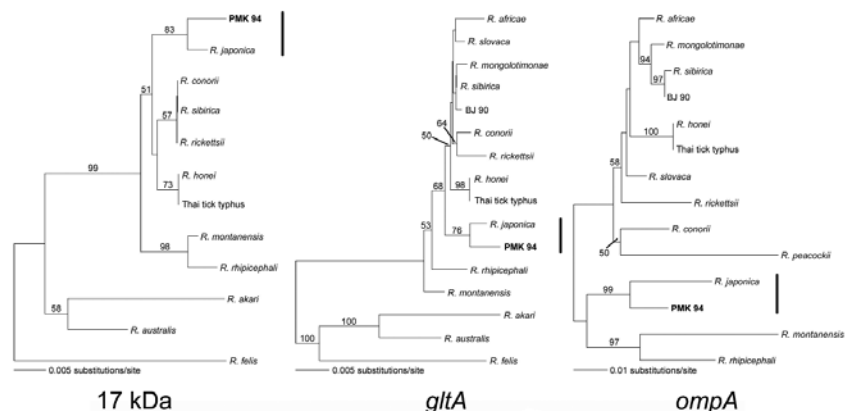 PMK 94
83
R. japonica
R. conorii
51
R. sibirica
57
R. rickettsii
99
R. honei
73
Thai tick typhus
R. montanensis
98
R. rhipicephali
R. akari
58
R. australis
R. felis
0.005 substitutions/site
17 kDa
R. africae
R. slovaca
R. mongolotimonae
R. sibirica
BJ 90
64
50
R. conorii
R. rickettsii
R. honei
68
98
Thai tick typhus
R. japonica
53
76
PMK 94
R. rhipicephali
R. montanensis
R. akari
100
R. australis
100
R. felis
0.005 substitutions/site
gltA
R. africae
R. mongolotimonae
94
R. sibirica
97
BJ 90
R. honei
100
Thai tick typhus
58
R. slovaca
R. rickettsii
R. conorii
50
R. peacockii
R. japonica
99
PMK 94
R. montanensis
97
R. rhipicephali
0.01 substitutions/site
ompA